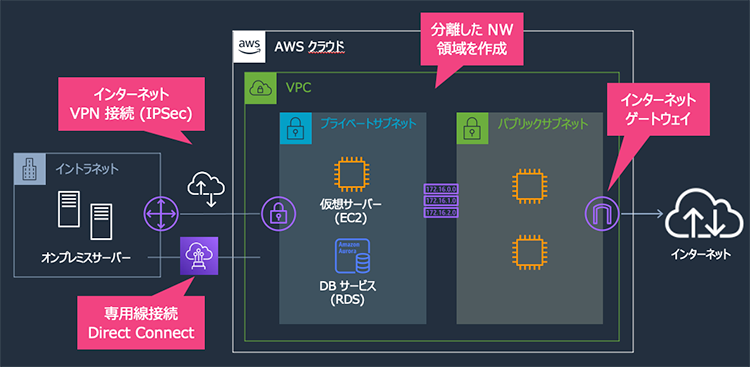 分離した NW
領域を作成
aws
AWS クラウド
インターネット
VPN 接続 (IPSec)
VPC
インターネット
ゲートウェイ
プライベートサブネット
パブリックサブネット
イントラネット
仮想サーバー
(EC2)
172.16.0.0
172.16.1.0
172.16.2.0
オンプレミスサーバー
Amazon
Aurora
DB サービス
(RDS)
インターネット
専用線接続
Direct Connect